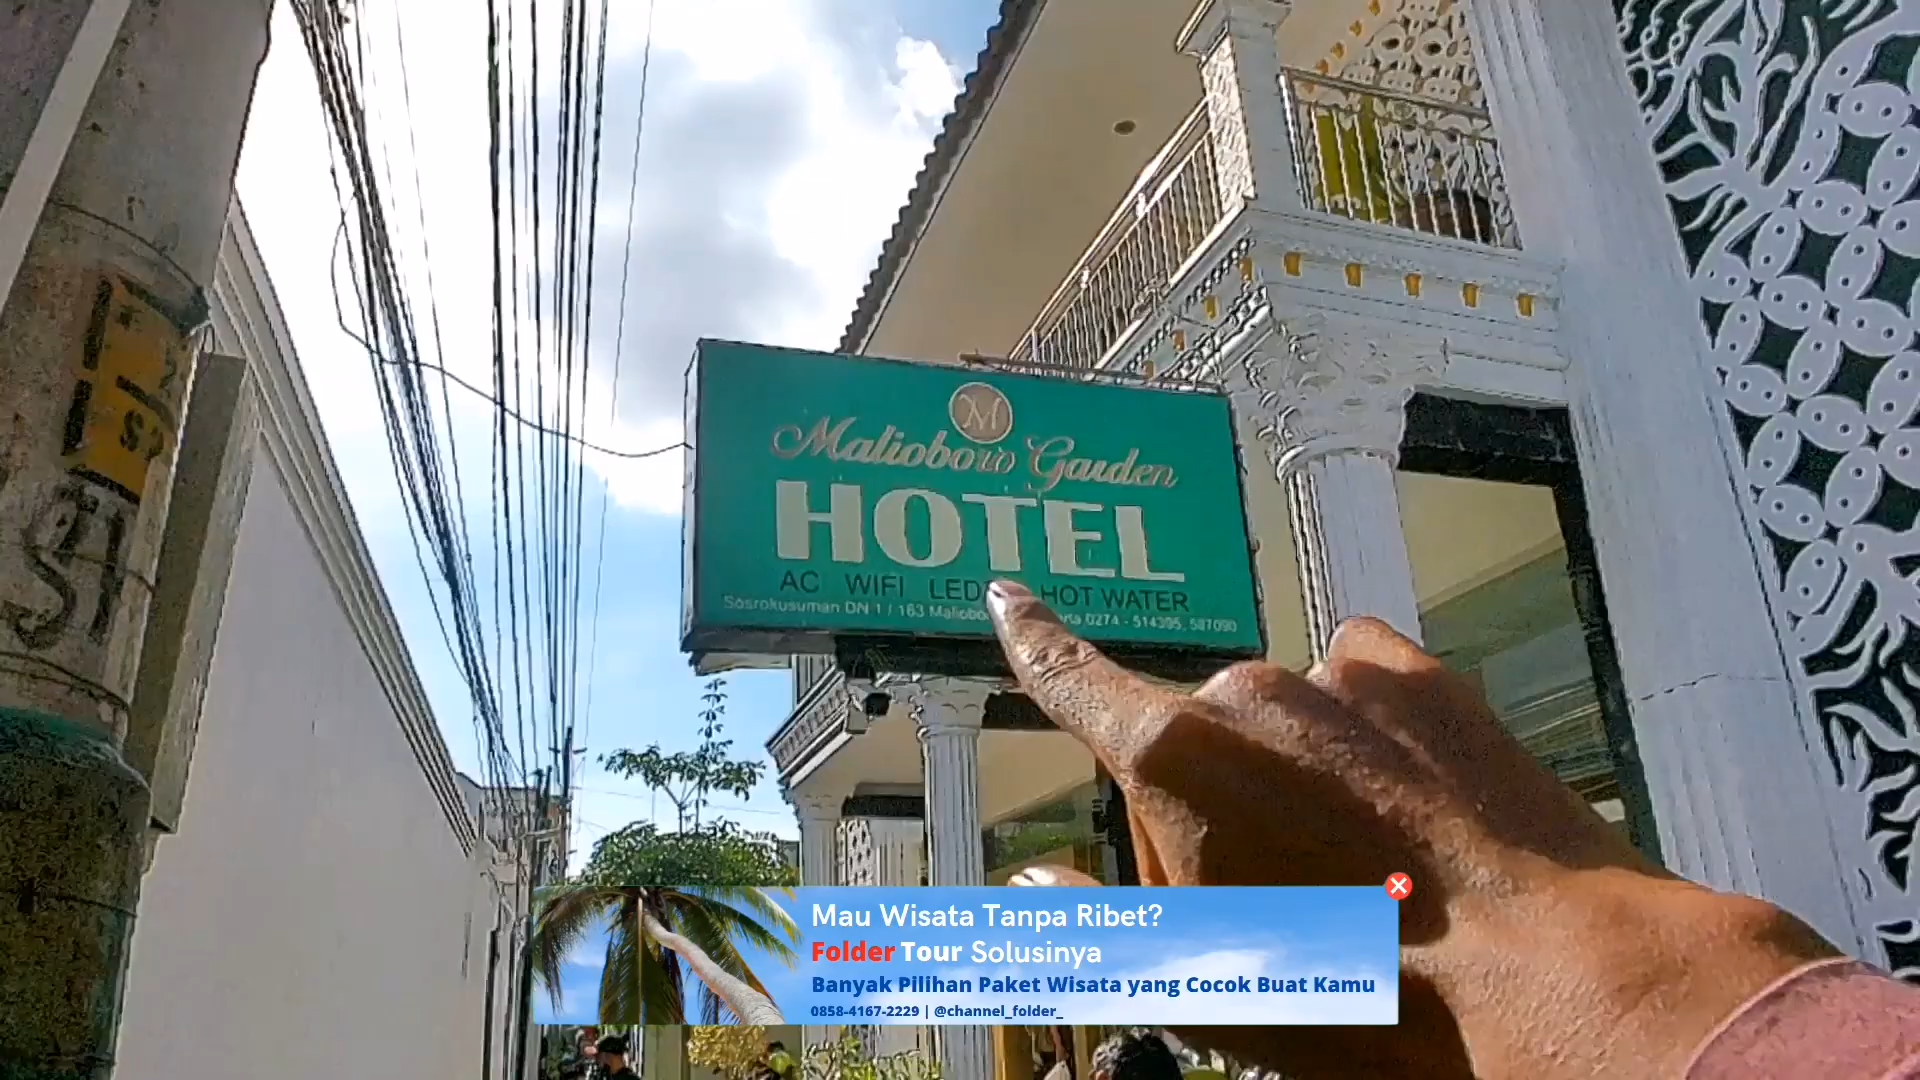 M
Malioboro Garden
HOTEL
AC WIFI LED HOT WATER
Sosrokusuman DN 1 / 163 0274 - 514395, 587090
S1
Mau Wisata Tanpa Ribet?
Folder Tour Solusinya
Banyak Pilihan Paket Wisata yang Cocok Buat Kamu
0858-4167-2229 | @channel_folder_